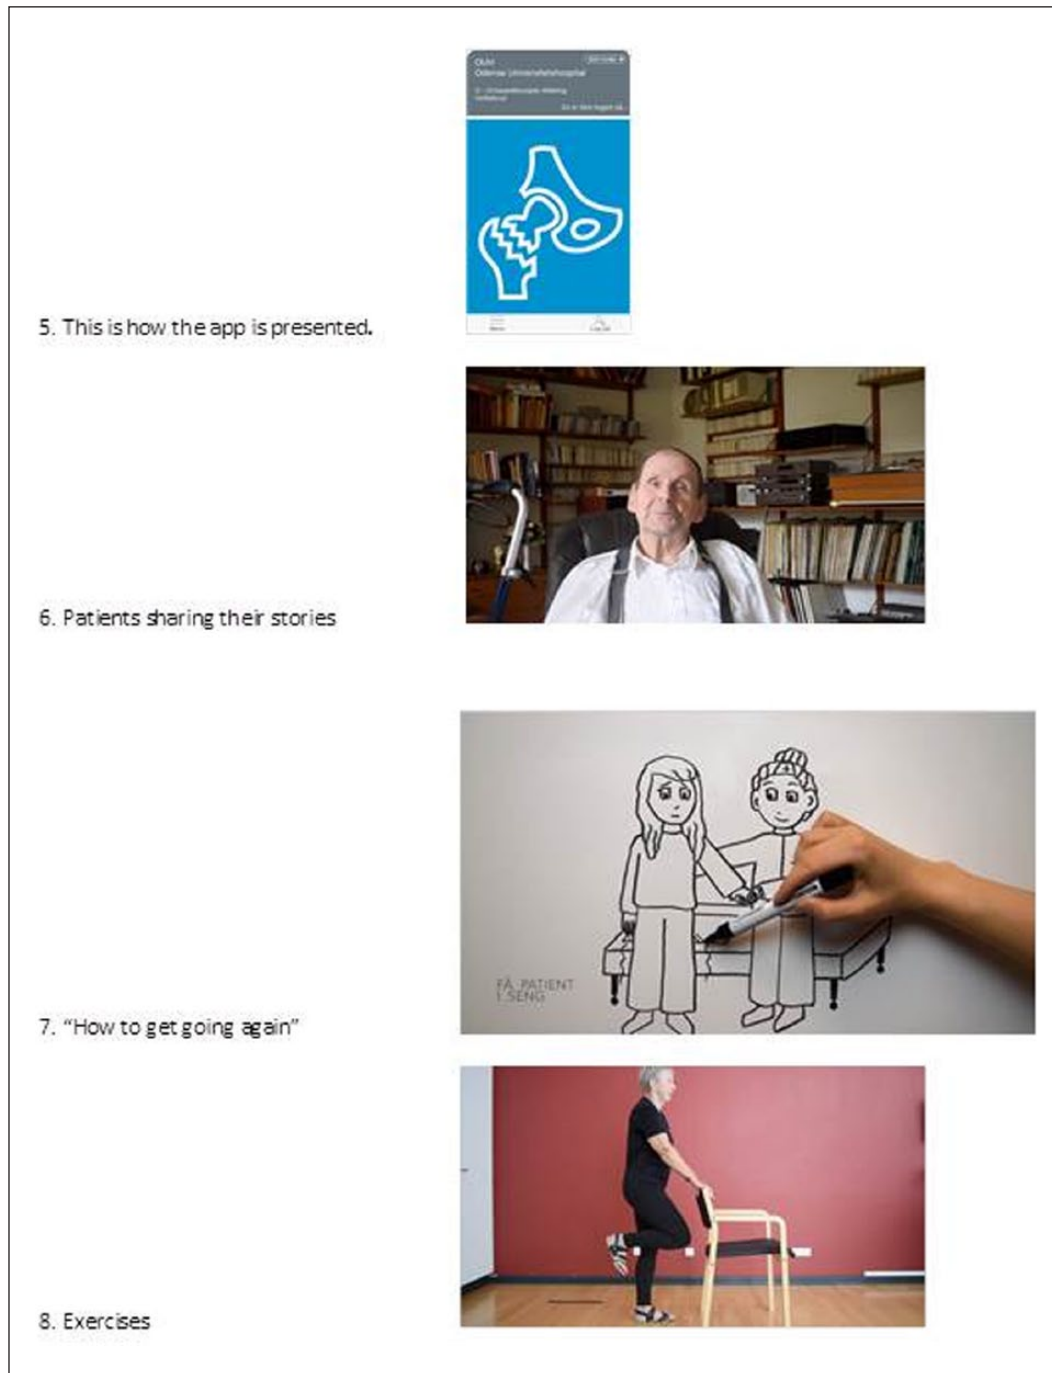 OUH
Odense Universitetshospital
5. This is how the app is presented.
6. Patients sharing their stories
FÅ PATIENT
I SENG
7. “How to get going again”
8. Exercises